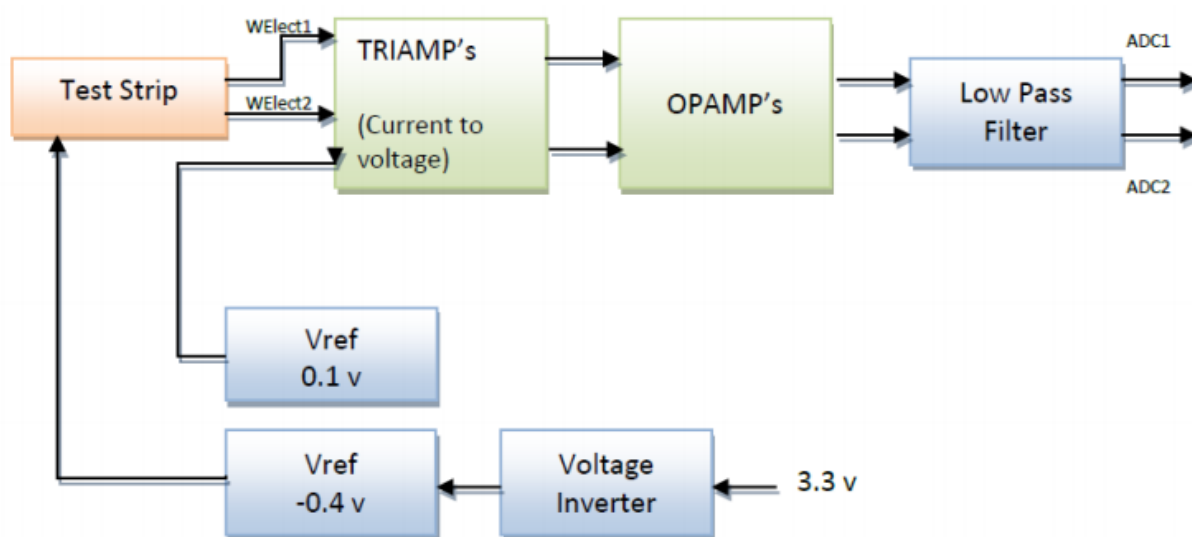 WElect1
Test Strip
WElect2
TRIAMP's
(Current to
voltage)
OPAMP's
Low Pass
Filter
ADC1
ADC2
Vref
0.1 v
Vref
-0.4 v
Voltage
Inverter
3.3 v